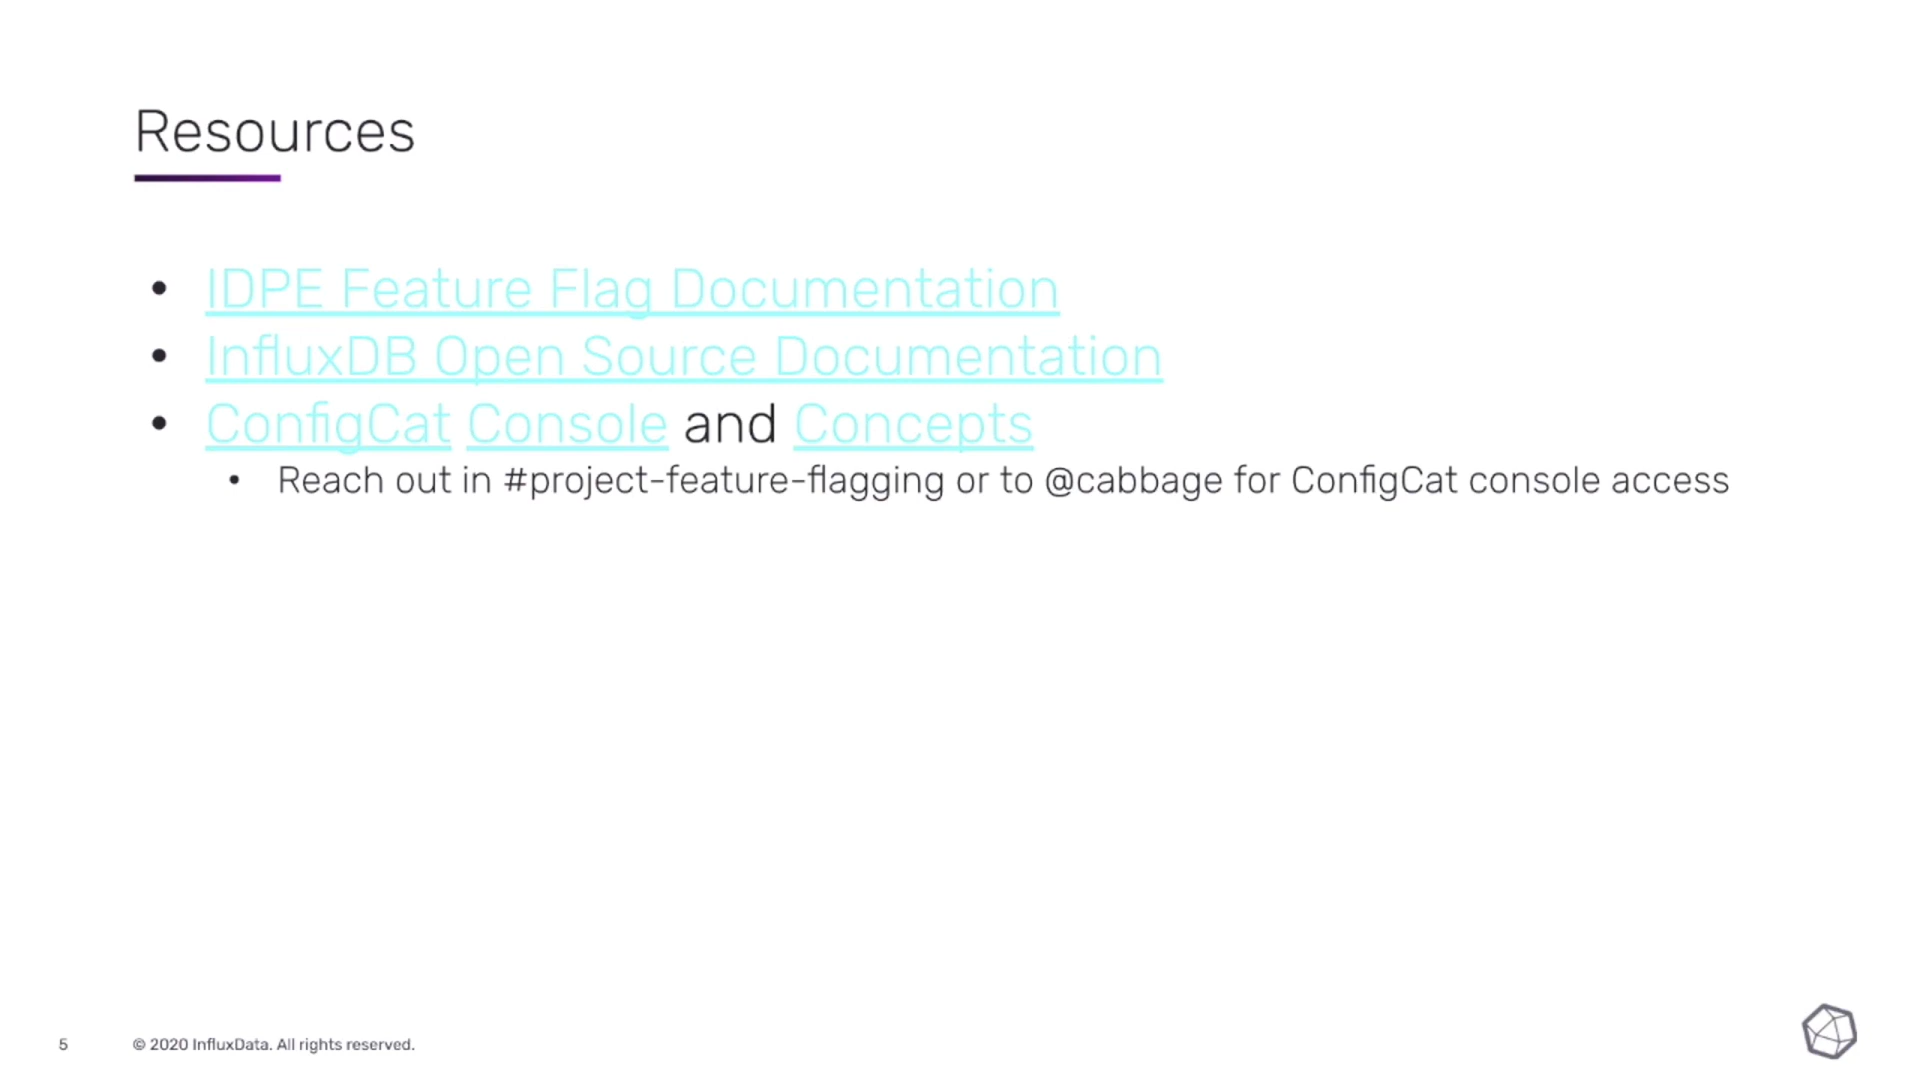 Resources
• IDPE Feature Flag Documentation
• InfluxDB Open Source Documentation
• ConfigCat Console and Concepts
• Reach out in #project-feature-flagging or to @cabbage for ConfigCat console access
5 © 2020 InfluxData. All rights reserved.